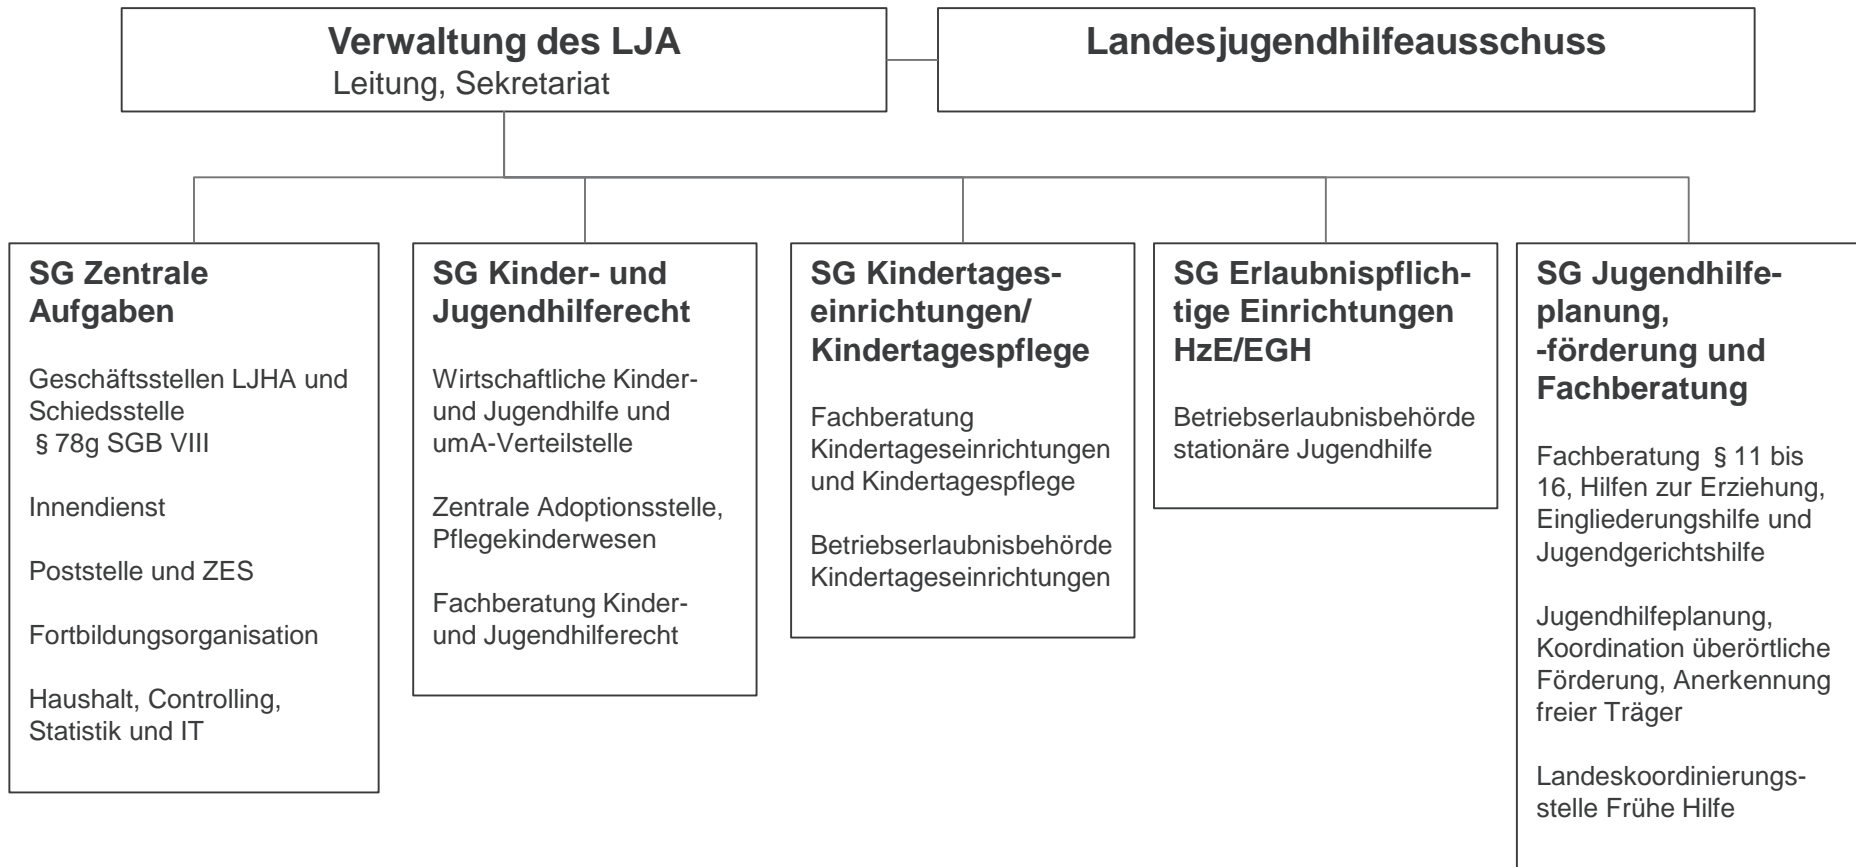 Verwaltung des LJA
Leitung, Sekretariat
Landesjugendhilfeausschuss
SG Zentrale
Aufgaben
Geschäftsstellen LJHA und
Schiedsstelle
§ 78g SGB VIII
Innendienst
Poststelle und ZES
Fortbildungsorganisation
Haushalt, Controlling,
Statistik und IT
SG Kinder- und
Jugendhilferecht
Wirtschaftliche Kinder-
und Jugendhilfe und
umA-Verteilstelle
Zentrale Adoptionsstelle,
Pflegekinderwesen
Fachberatung Kinder-
und Jugendhilferecht
SG Kindertages-
einrichtungen/
Kindertagespflege
Fachberatung
Kindertageseinrichtungen
und Kindertagespflege
Betriebserlaubnisbehörde
Kindertageseinrichtungen
SG Erlaubnispflich-
tige Einrichtungen
HzE/EGH
Betriebserlaubnisbehörde
stationäre Jugendhilfe
SG Jugendhilfe-
planung,
-förderung und
Fachberatung
Fachberatung § 11 bis
16, Hilfen zur Erziehung,
Eingliederungshilfe und
Jugendgerichtshilfe
Jugendhilfeplanung,
Koordination überörtliche
Förderung, Anerkennung
freier Träger
Landeskoordinierungs-
stelle Frühe Hilfe